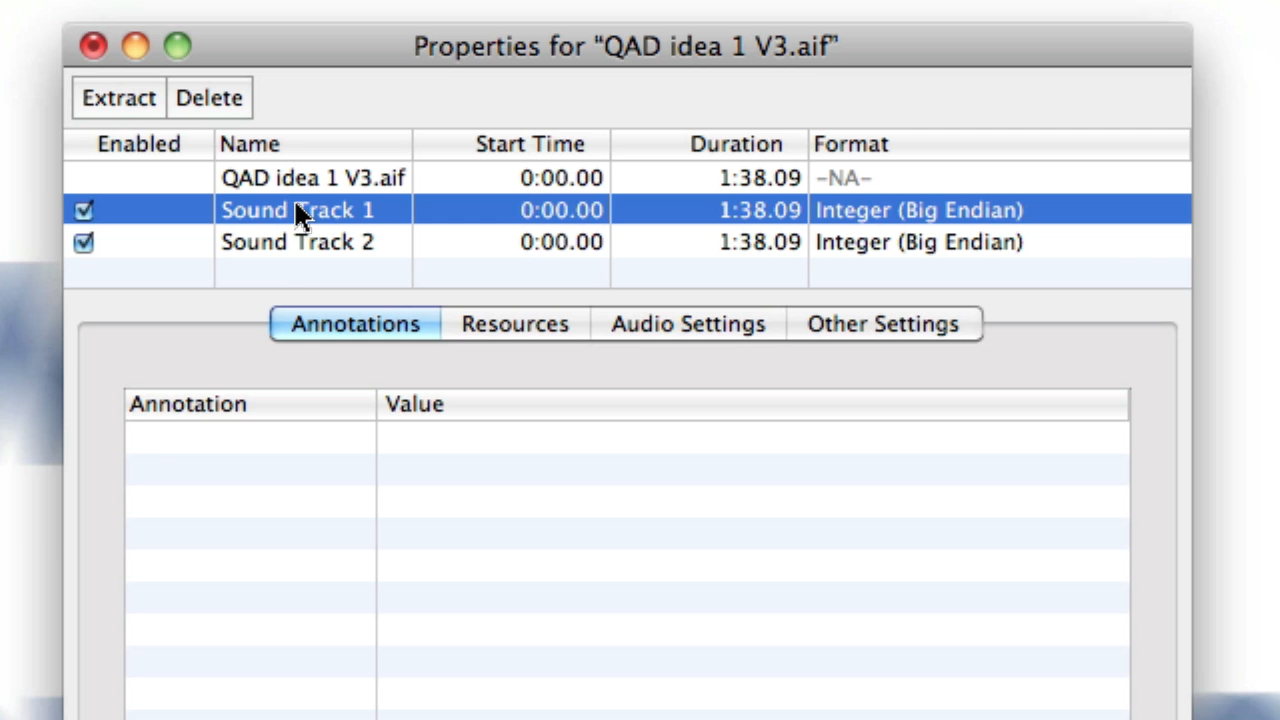 Properties for “QAD idea 1 V3.aif”
Extract Delete
Enabled Name Start Time Duration Format
QAD idea 1 V3.aif 0:00.00 1:38.09 -NA-
Sound Track 1 0:00.00 1:38.09 Integer (Big Endian)
Sound Track 2 0:00.00 1:38.09 Integer (Big Endian)
Annotations Resources Audio Settings Other Settings
Annotation Value